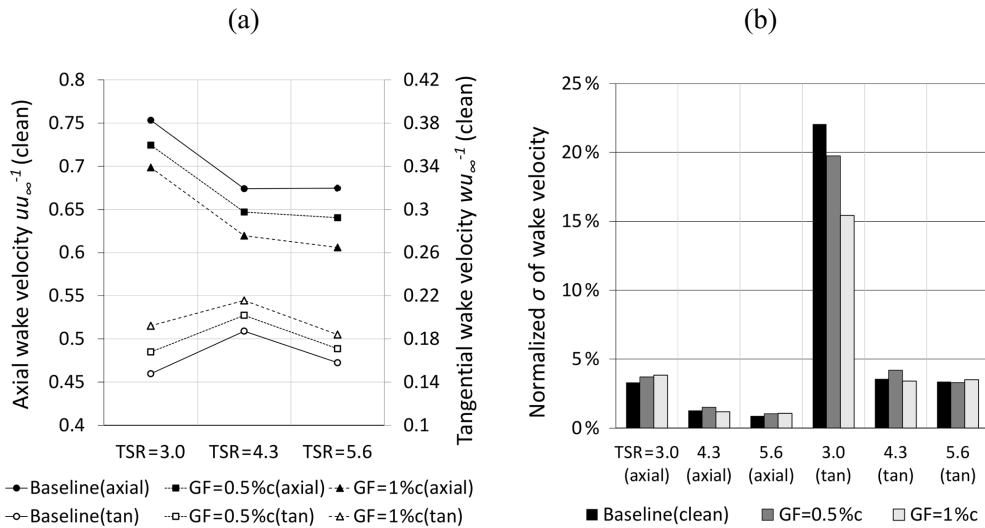 (a)
Axial wake velocity uu∞⁻¹ (clean)
0.8
0.75
0.7
0.65
0.6
0.55
0.5
0.45
0.4
0.42
0.38
0.34
0.3
0.26
0.22
0.18
0.14
0.1
Tangential wake velocity wu∞⁻¹ (clean)
TSR=3.0 TSR=4.3 TSR=5.6
Baseline(axial) GF=0.5%c(axial) GF=1%c(axial)
Baseline(tan) GF=0.5%c(tan) GF=1%c(tan)
(b)
Normalized σ of wake velocity
25%
20%
15%
10%
5%
0%
TSR=3.0 4.3 5.6 3.0 4.3 5.6
(axial) (axial) (axial) (tan) (tan) (tan)
Baseline(clean) GF=0.5%c GF=1%c